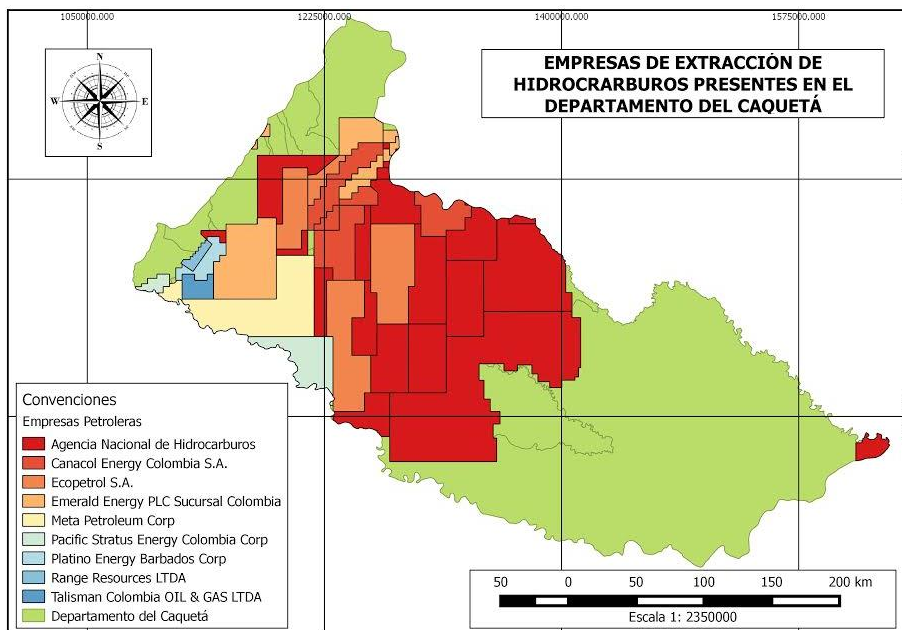 1050000.000
1225000.000
1400000.000
1575000.000
N
W
E
S
EMPRESAS DE EXTRACCIÓN DE
HIDROCRARBUROS PRESENTES EN EL
DEPARTAMENTO DEL CAQUETÁ
Convenciones
Empresas Petroleras
Agencia Nacional de Hidrocarburos
Canacol Energy Colombia S.A.
Ecopetrol S.A.
Emerald Energy PLC Sucursal Colombia
Meta Petroleum Corp
Pacific Stratus Energy Colombia Corp
Platino Energy Barbados Corp
Range Resources LTDA
Talisman Colombia OIL & GAS LTDA
Departamento del Caquetá
50 0 50 100 150 200 km
Escala 1: 2350000